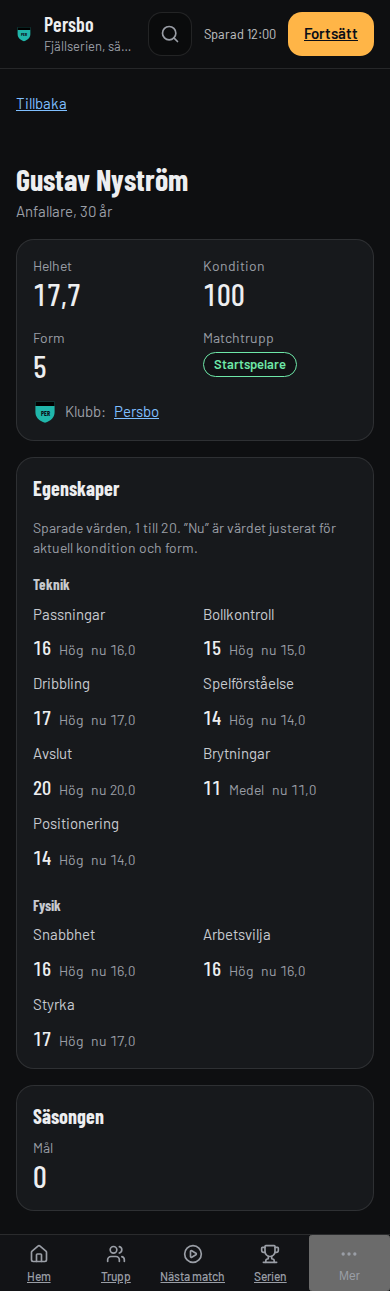 Persbo
Fjällserien, sä...
Sparad 12:00
Fortsätt
Tillbaka
Gustav Nyström
Anfallare, 30 år
Helhet
Kondition
17,7
100
Form
Matchtrupp
5
Startspelare
PER
Klubb: Persbo
Egenskaper
Sparade värden, 1 till 20. ”Nu” är värdet justerat för
aktuell kondition och form.
Teknik
Passningar
Bollkontroll
16 Hög nu 16,0
15 Hög nu 15,0
Dribbling
Spelförståelse
17 Hög nu 17,0
14 Hög nu 14,0
Avslut
Brytningar
20 Hög nu 20,0
11 Medel nu 11,0
Positionering
14 Hög nu 14,0
Fysik
Snabbhet
Arbetsvilja
16 Hög nu 16,0
16 Hög nu 16,0
Styrka
17 Hög nu 17,0
Säsongen
Mål
0
Hem
Trupp
Nästa match
Serien
Mer